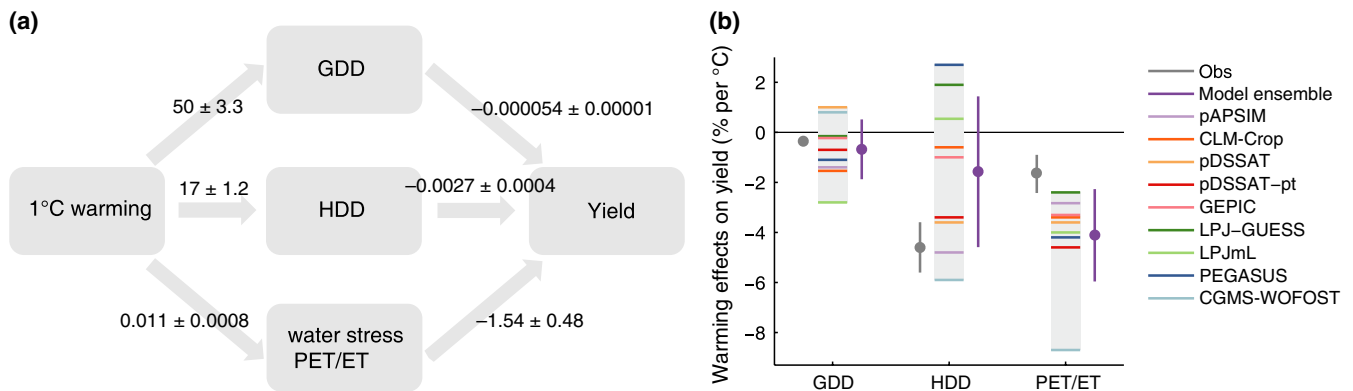 (a)
GDD
50 ± 3.3
−0.000054 ± 0.00001
1°C warming
17 ± 1.2
HDD
−0.0027 ± 0.0004
Yield
0.011 ± 0.0008
water stress
PET/ET
−1.54 ± 0.48
(b)
Warming effects on yield (% per °C)
2
0
−2
−4
−6
−8
GDD
HDD
PET/ET
Obs
Model ensemble
pAPSIM
CLM-Crop
pDSSAT
pDSSAT−pt
GEPIC
LPJ−GUESS
LPJmL
PEGASUS
CGMS-WOFOST